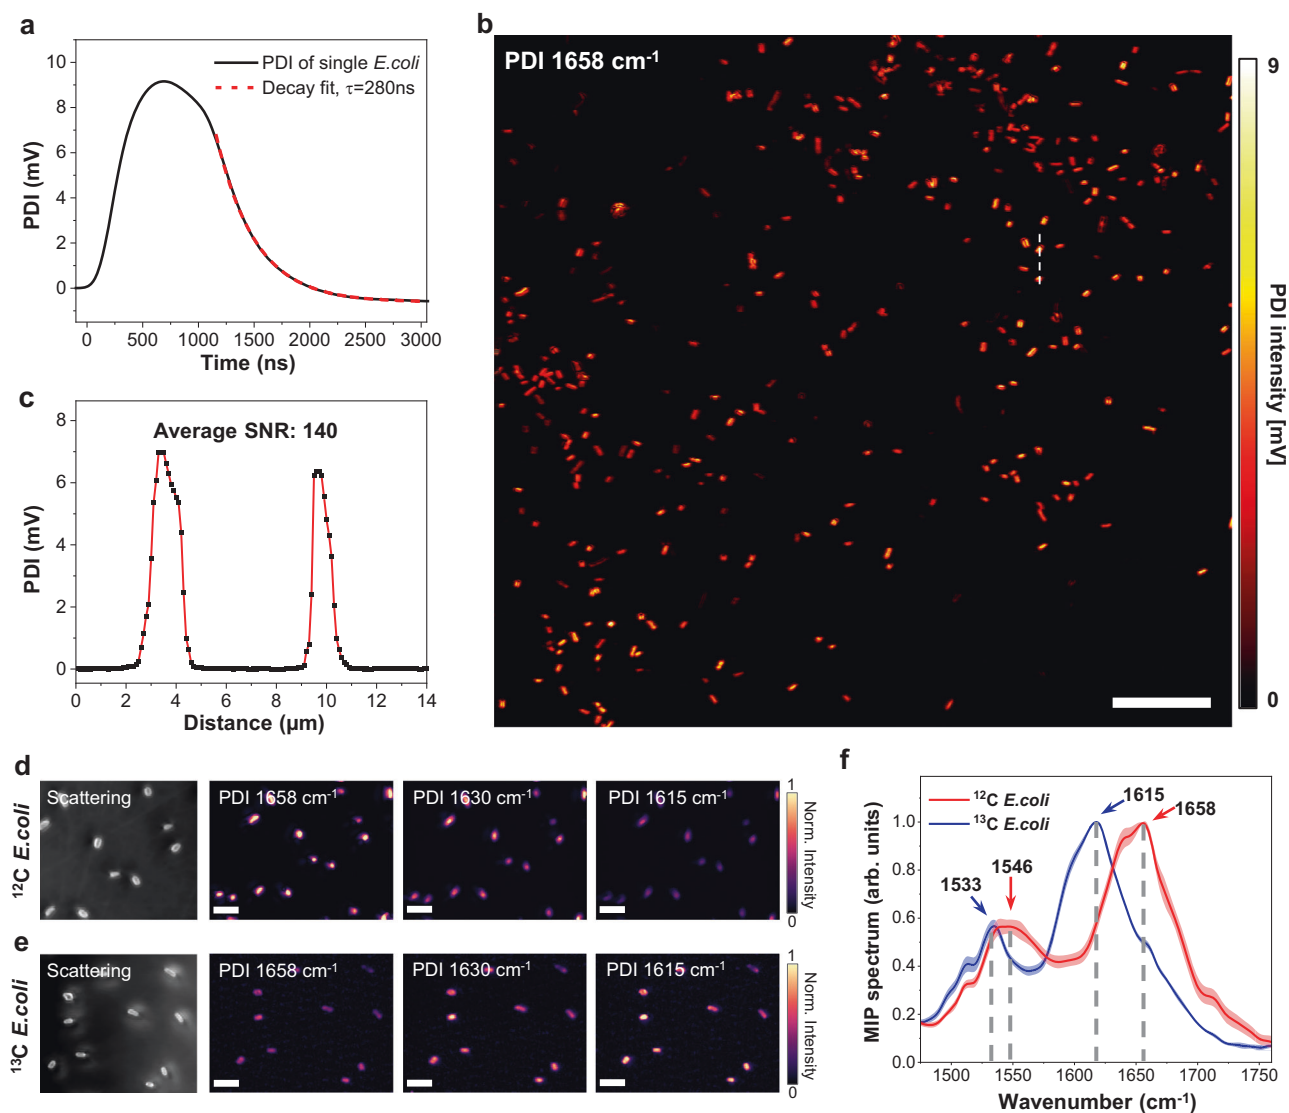 a
PDI (mV)
10
8
6
4
2
0
PDI of single E.coli
Decay fit, τ=280ns
0 500 1000 1500 2000 2500 3000
Time (ns)
b
PDI 1658 cm⁻¹
9
0
PDI intensity [mV]
c
PDI (mV)
8
6
4
2
0
Average SNR: 140
0 2 4 6 8 10 12 14
Distance (µm)
d
¹²C E.coli
Scattering
PDI 1658 cm⁻¹
PDI 1630 cm⁻¹
PDI 1615 cm⁻¹
1
0
Norm. Intensity
e
¹³C E.coli
Scattering
PDI 1658 cm⁻¹
PDI 1630 cm⁻¹
PDI 1615 cm⁻¹
1
0
Norm. Intensity
f
MIP spectrum (arb. units)
1.0
0.8
0.6
0.4
0.2
0.0
¹²C E.coli
¹³C E.coli
1615
1658
1533
1546
1500 1550 1600 1650 1700 1750
Wavenumber (cm⁻¹)